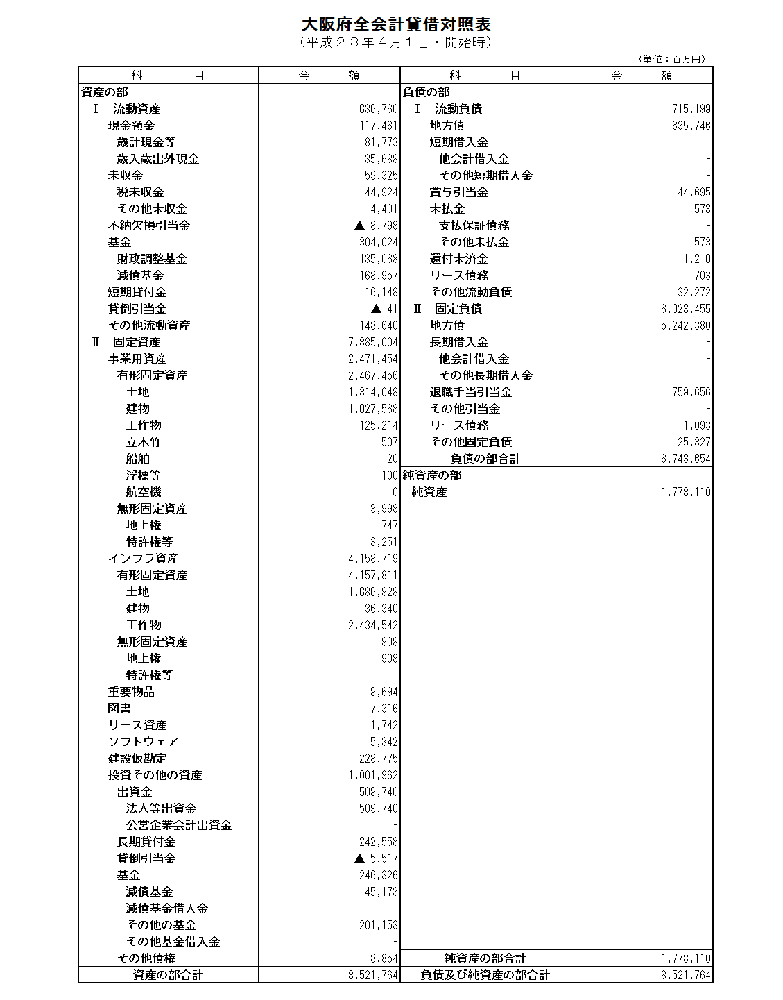 大阪府全会計貸借対照表
（平成２３年４月１日・開始時）
（単位：百万円）
科　目　金　額　科　目　金　額
資産の部
Ⅰ　流動資産　636,760
現金預金　117,461
歳計現金等　81,773
歳入歳出外現金　35,688
未収金　59,325
税未収金　44,924
その他未収金　14,401
不納欠損引当金　▲ 8,798
基金　304,024
財政調整基金　135,068
減債基金　168,957
短期貸付金　16,148
貸倒引当金　▲ 41
その他流動資産　148,640
Ⅱ　固定資産　7,885,004
事業用資産　2,471,454
有形固定資産　2,467,456
土地　1,314,048
建物　1,027,568
工作物　125,214
立木竹　507
船舶　20
浮標等　100
航空機　0
無形固定資産　3,998
地上権　747
特許権等　3,251
インフラ資産　4,158,719
有形固定資産　4,157,811
土地　1,686,928
建物　36,340
工作物　2,434,542
無形固定資産　908
地上権　908
特許権等　-
重要物品　9,694
図書　7,316
リース資産　1,742
ソフトウェア　5,342
建設仮勘定　228,775
投資その他の資産　1,001,962
出資金　509,740
法人等出資金　509,740
公営企業会計出資金　-
長期貸付金　242,558
貸倒引当金　▲ 5,517
基金　246,326
減債基金　45,173
減債基金借入金　-
その他の基金　201,153
その他基金借入金　-
その他債権　8,854
資産の部合計　8,521,764
負債の部
Ⅰ　流動負債　715,199
地方債　635,746
短期借入金　-
他会計借入金　-
その他短期借入金　-
賞与引当金　44,695
未払金　573
支払保証債務　-
その他未払金　573
還付未済金　1,210
リース債務　703
その他流動負債　32,272
Ⅱ　固定負債　6,028,455
地方債　5,242,380
長期借入金　-
他会計借入金　-
その他長期借入金　-
退職手当引当金　759,656
その他引当金　-
リース債務　1,093
その他固定負債　25,327
負債の部合計　6,743,654
純資産の部
純資産　1,778,110
純資産の部合計　1,778,110
負債及び純資産の部合計　8,521,764